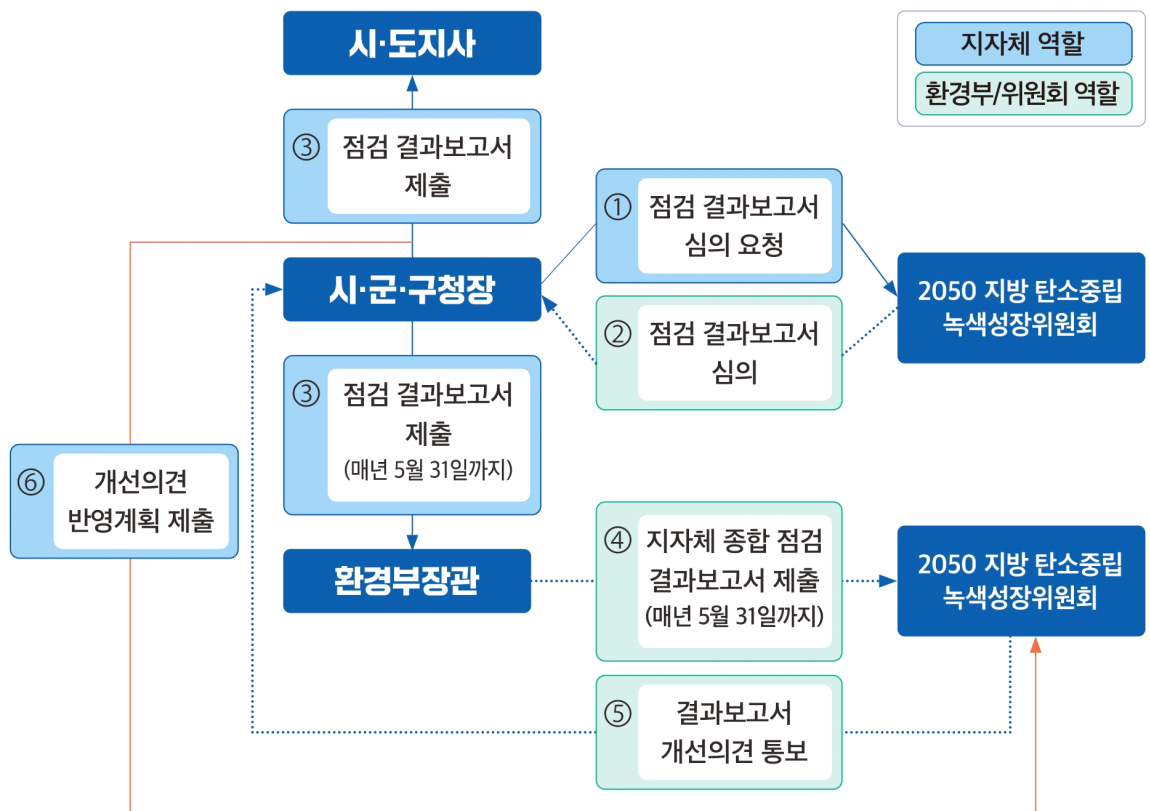 시·도지사
지자체 역할
환경부/위원회 역할
③ 점검 결과보고서
제출
① 점검 결과보고서
심의 요청
시·군·구청장
2050 지방 탄소중립
녹색성장위원회
② 점검 결과보고서
심의
③ 점검 결과보고서
제출
(매년 5월 31일까지)
⑥ 개선의견
반영계획 제출
환경부장관
④ 지자체 종합 점검
결과보고서 제출
(매년 5월 31일까지)
2050 지방 탄소중립
녹색성장위원회
⑤ 결과보고서
개선의견 통보